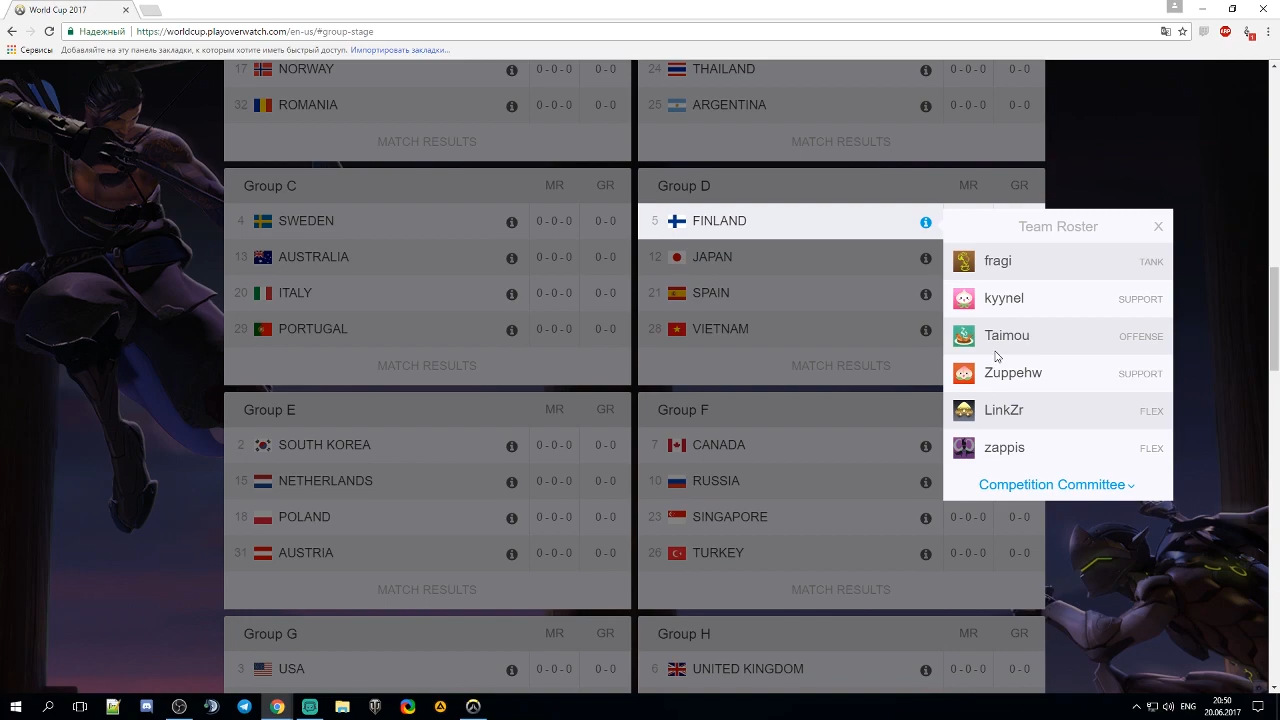 World Cup 2017
Надежный
https://worldcup.playoverwatch.com/en-us/#group-stage
ABP
1
Сервисы
Добавляйте на эту панель закладки, к которым хотите иметь быстрый доступ. Импортировать закладки...
17 NORWAY 0-0-0 0-0
32 ROMANIA 0-0-0 0-0
MATCH RESULTS
24 THAILAND 0-0-0 0-0
25 ARGENTINA 0-0-0 0-0
MATCH RESULTS
Group C MR GR
4 SWEDEN 0-0-0 0-0
13 AUSTRALIA 0-0-0 0-0
20 ITALY 0-0-0 0-0
29 PORTUGAL 0-0-0 0-0
MATCH RESULTS
Group D MR GR
5 FINLAND
12 JAPAN
21 SPAIN
28 VIETNAM
MATCH RESULTS
Team Roster X
fragi TANK
kyynel SUPPORT
Taimou OFFENSE
Zuppehw SUPPORT
LinkZr FLEX
zappis FLEX
Competition Committee
Group E MR GR
2 SOUTH KOREA 0-0-0 0-0
15 NETHERLANDS 0-0-0 0-0
18 POLAND 0-0-0 0-0
31 AUSTRIA 0-0-0 0-0
MATCH RESULTS
Group F
7 CANADA
10 RUSSIA
23 SINGAPORE 0-0-0 0-0
26 TURKEY 0-0-0 0-0
MATCH RESULTS
Group G MR GR
3 USA 0-0-0 0-0
Group H MR GR
6 UNITED KINGDOM 0-0-0 0-0
ENG
20:50
20.06.2017